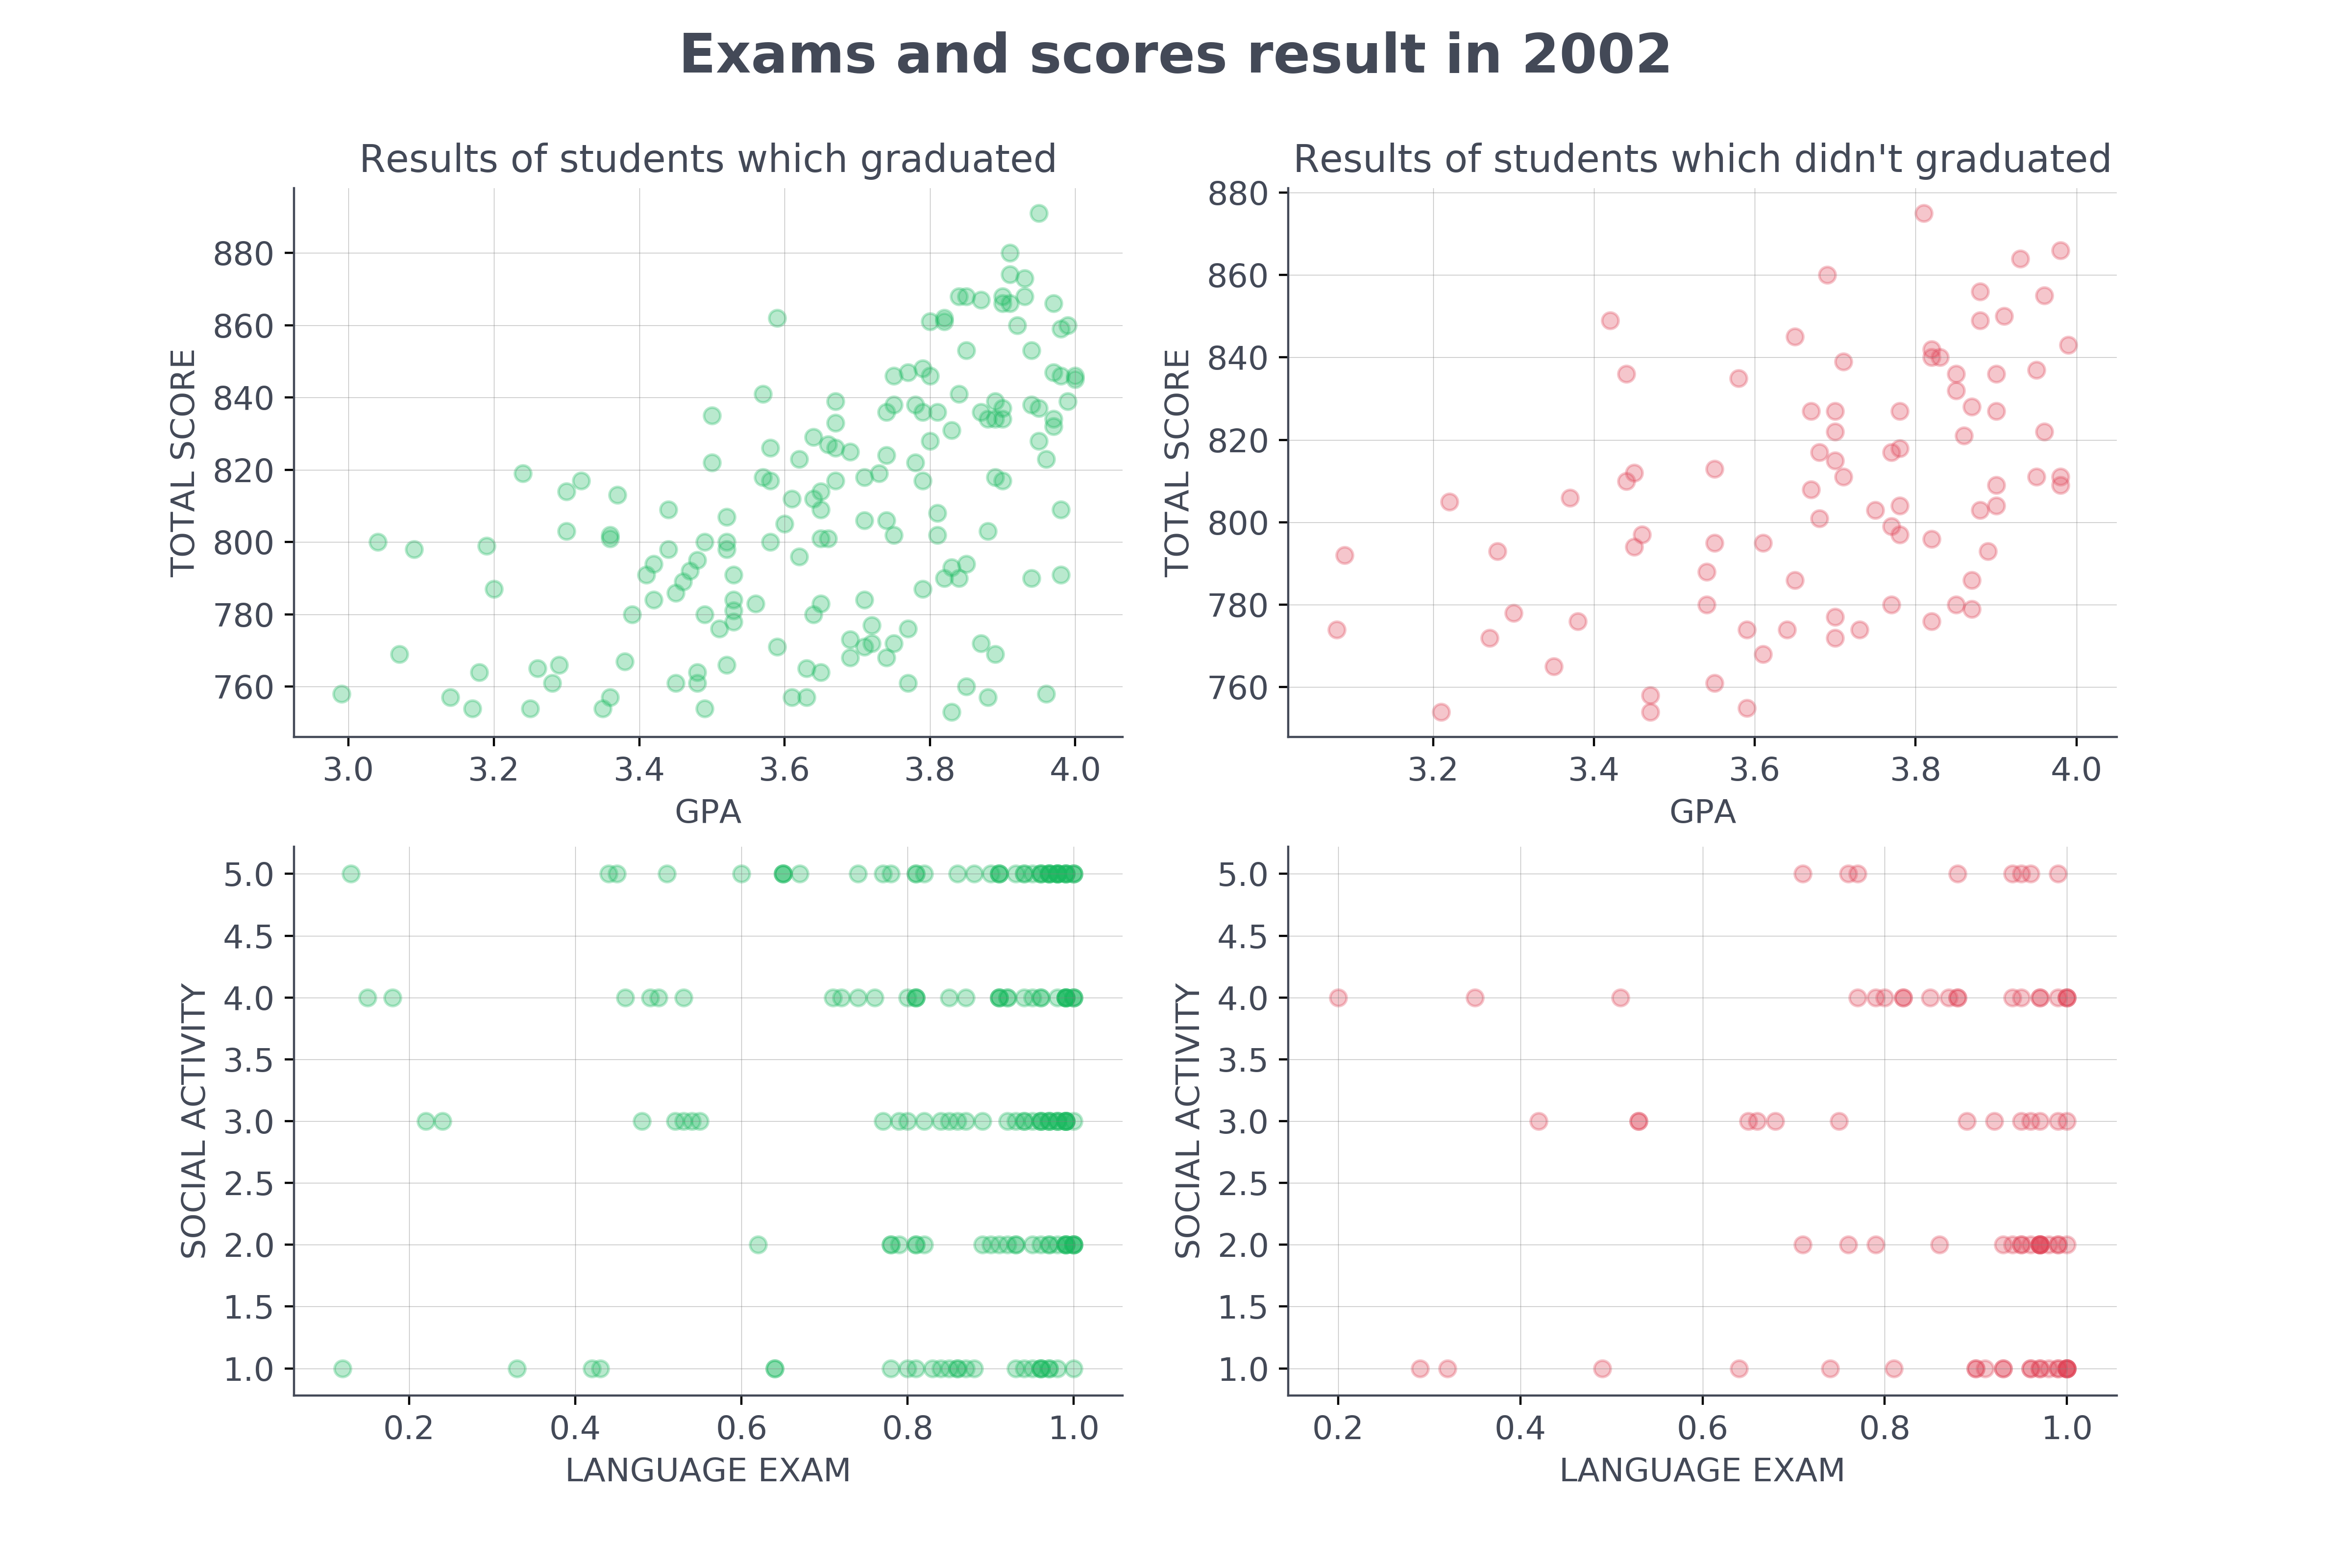 Exams and scores result in 2002
Results of students which graduated
880
860
840
820
800
780
760
TOTAL SCORE
3.0 3.2 3.4 3.6 3.8 4.0
GPA
Results of students which didn't graduated
880
860
840
820
800
780
760
TOTAL SCORE
3.2 3.4 3.6 3.8 4.0
GPA
5.0
4.5
4.0
3.5
3.0
2.5
2.0
1.5
1.0
SOCIAL ACTIVITY
0.2 0.4 0.6 0.8 1.0
LANGUAGE EXAM
5.0
4.5
4.0
3.5
3.0
2.5
2.0
1.5
1.0
SOCIAL ACTIVITY
0.2 0.4 0.6 0.8 1.0
LANGUAGE EXAM